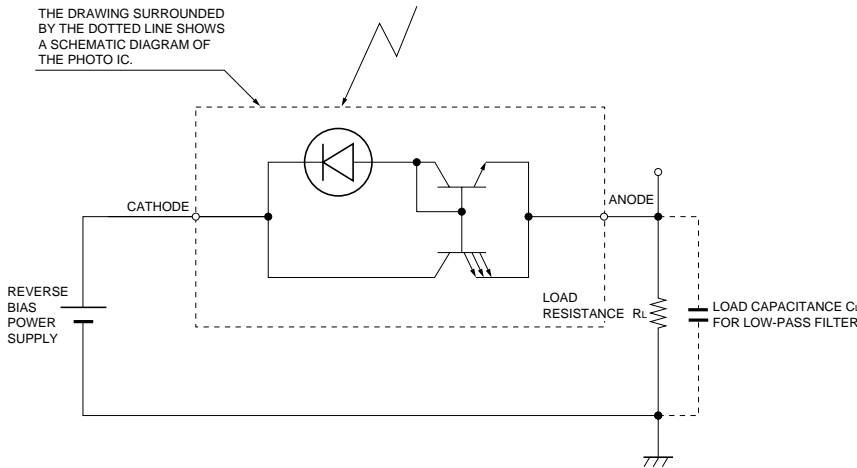 THE DRAWING SURROUNDED
BY THE DOTTED LINE SHOWS
A SCHEMATIC DIAGRAM OF
THE PHOTO IC.
CATHODE
ANODE
REVERSE
BIAS
POWER
SUPPLY
LOAD
RESISTANCE RL
LOAD CAPACITANCE CL
FOR LOW-PASS FILTER